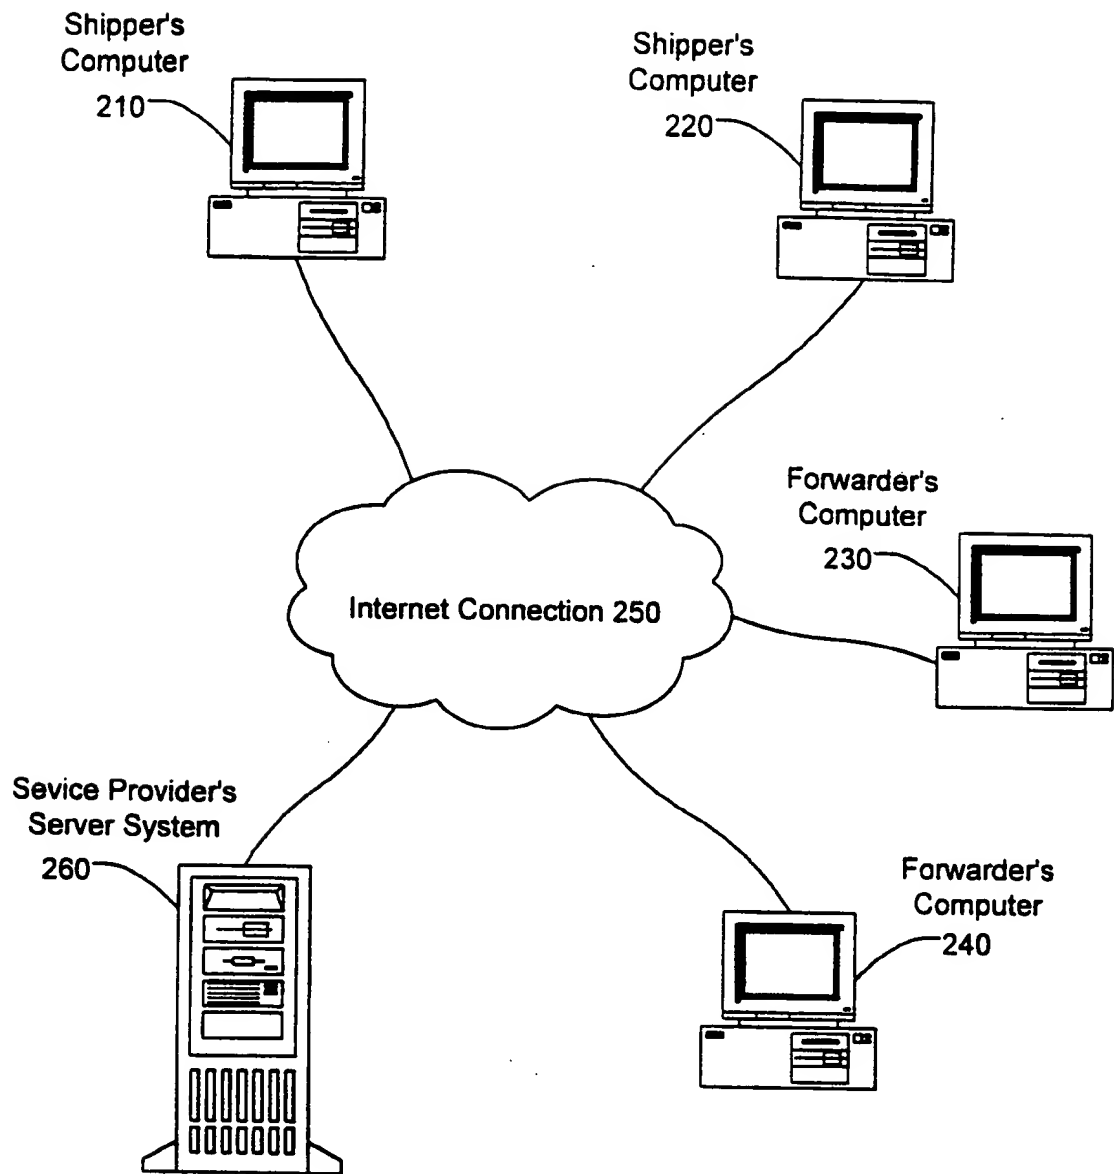 Shipper's
Computer
210
Shipper's
Computer
220
Forwarder's
Computer
230
Internet Connection 250
Sevice Provider's
Server System
260
Forwarder's
Computer
240